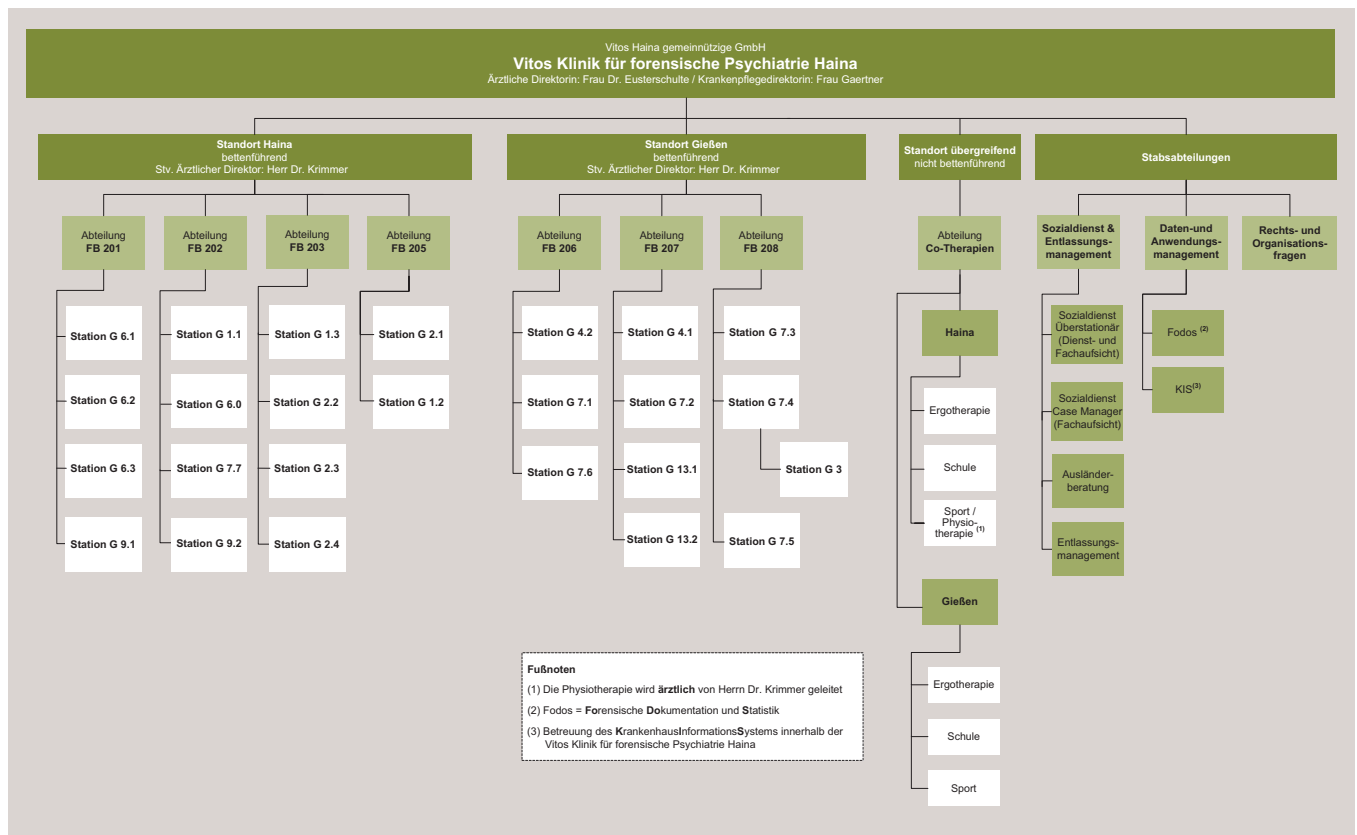 Vitos Haina gemeinnützige GmbH
Vitos Klinik für forensische Psychiatrie Haina
Ärztliche Direktorin: Frau Dr. Eusterschulte / Krankenpflegedirektorin: Frau Gaertner
Standort Haina
bettenführend
Stv. Ärztlicher Direktor: Herr Dr. Krimmer
Standort Gießen
bettenführend
Stv. Ärztlicher Direktor: Herr Dr. Krimmer
Standort übergreifend
nicht bettenführend
Stabsabteilungen
Abteilung
FB 201
Abteilung
FB 202
Abteilung
FB 203
Abteilung
FB 205
Abteilung
FB 206
Abteilung
FB 207
Abteilung
FB 208
Abteilung
Co-Therapien
Sozialdienst &
Entlassungs-
management
Daten-und
Anwendungs-
management
Rechts- und
Organisations-
fragen
Station G 6.1
Station G 6.2
Station G 6.3
Station G 9.1
Station G 1.1
Station G 6.0
Station G 7.7
Station G 9.2
Station G 1.3
Station G 2.2
Station G 2.3
Station G 2.4
Station G 2.1
Station G 1.2
Station G 4.2
Station G 7.1
Station G 7.6
Station G 4.1
Station G 7.2
Station G 13.1
Station G 13.2
Station G 7.3
Station G 7.4
Station G 3
Station G 7.5
Haina
Ergotherapie
Schule
Sport /
Physio-
therapie (1)
Gießen
Ergotherapie
Schule
Sport
Sozialdienst
Überstationär
(Dienst- und
Fachaufsicht)
Sozialdienst
Case Manager
(Fachaufsicht)
Ausländer-
beratung
Entlassungs-
management
Fodos (2)
KIS(3)
Fußnoten
(1) Die Physiotherapie wird ärztlich von Herrn Dr. Krimmer geleitet
(2) Fodos = Forensische Dokumentation und Statistik
(3) Betreuung des KrankenhausInformationsSystems innerhalb der
Vitos Klinik für forensische Psychiatrie Haina